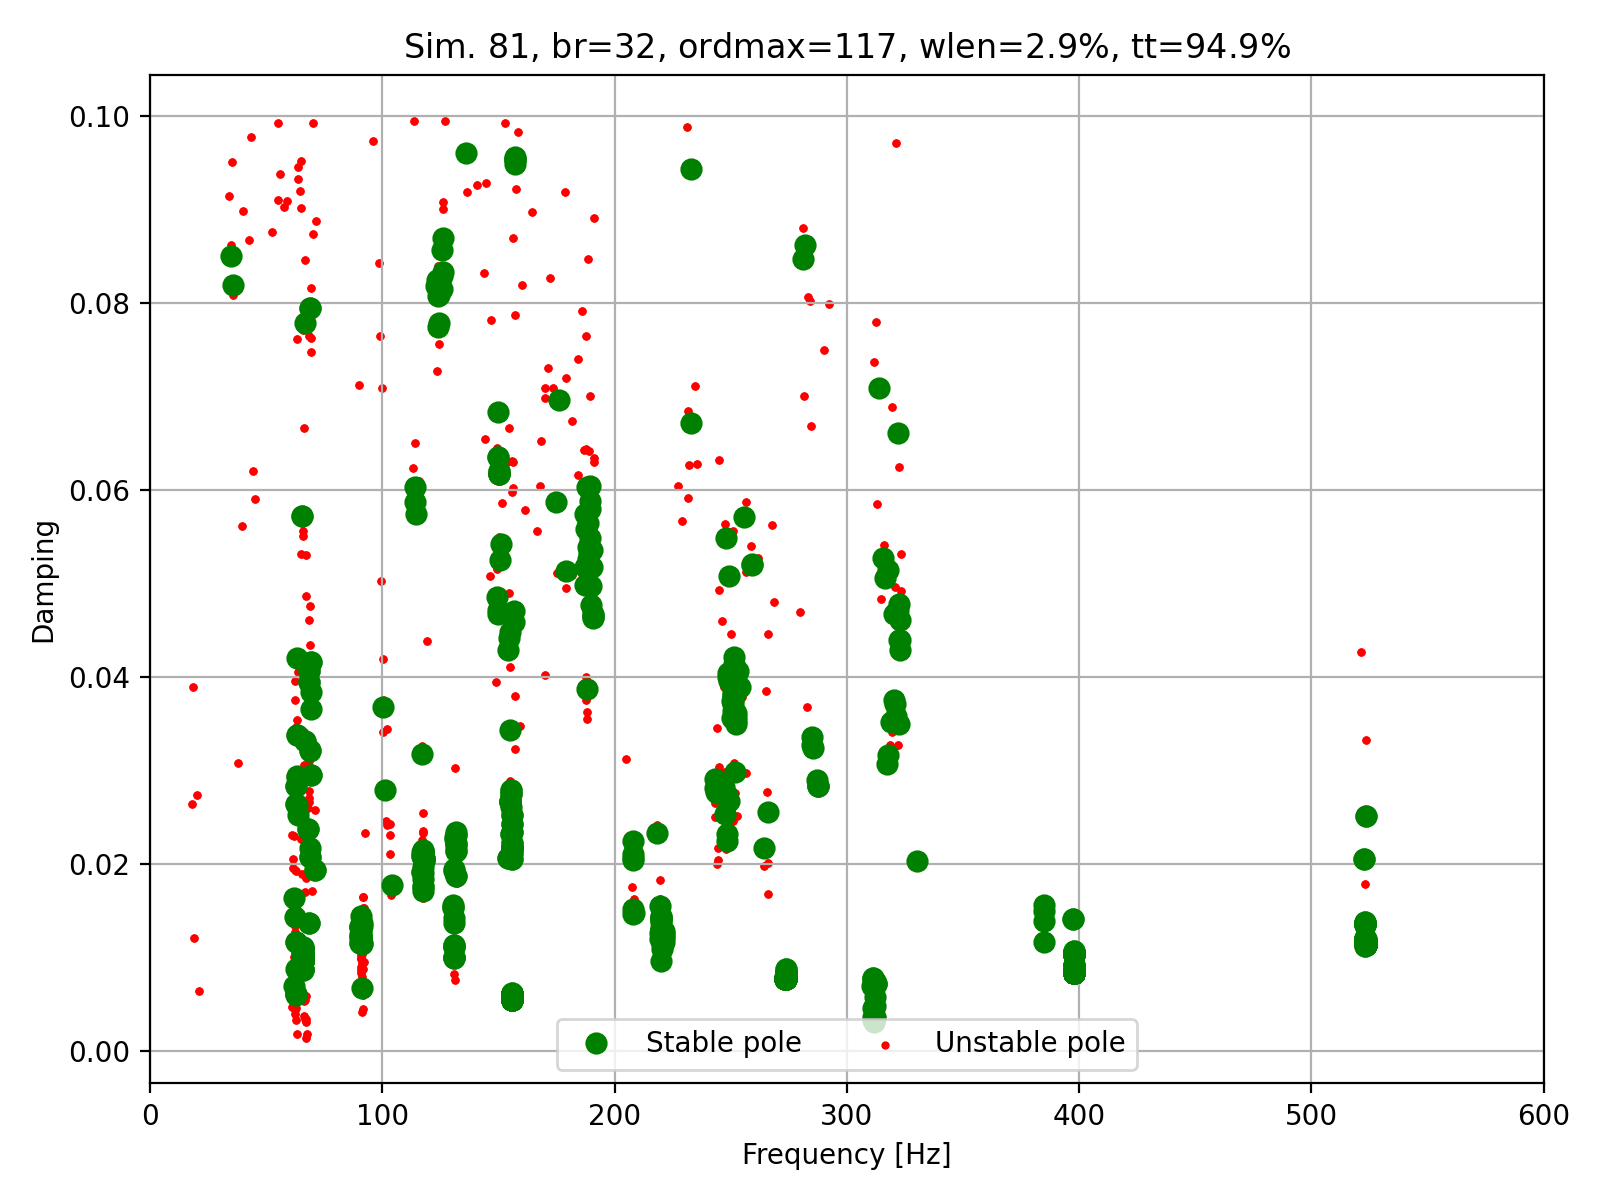 Sim. 81, br=32, ordmax=117, wlen=2.9%, tt=94.9%
0.10
0.08
0.06
0.04
0.02
0.00
Damping
Stable pole
Unstable pole
0 100 200 300 400 500 600
Frequency [Hz]